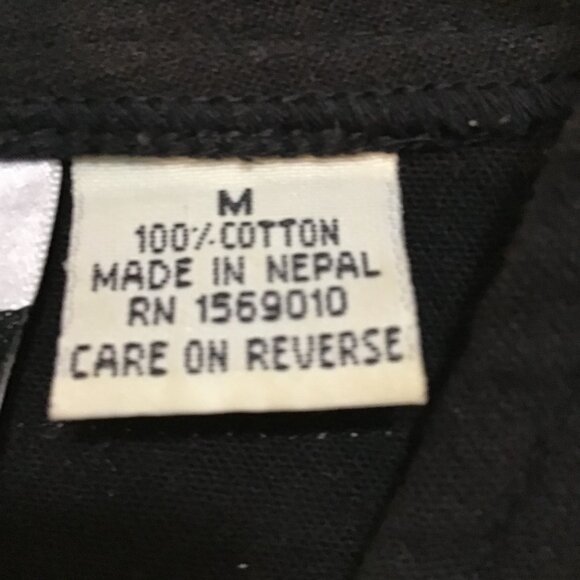 M
100% COTTON
MADE IN NEPAL
RN 1569010
CARE ON REVERSE